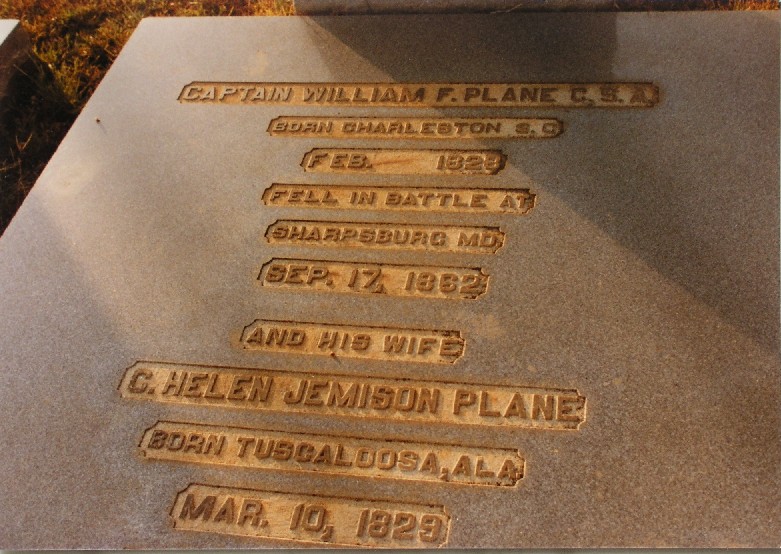 CAPTAIN WILLIAM F. PLANE C.S.A.
BORN CHARLESTON S.C
FEB. 1828
FELL IN BATTLE AT
SHARPSBURG MD.
SEP. 17, 1862
AND HIS WIFE
C. HELEN JEMISON PLANE
BORN TUSCALOOSA, ALA
MAR. 10, 1829